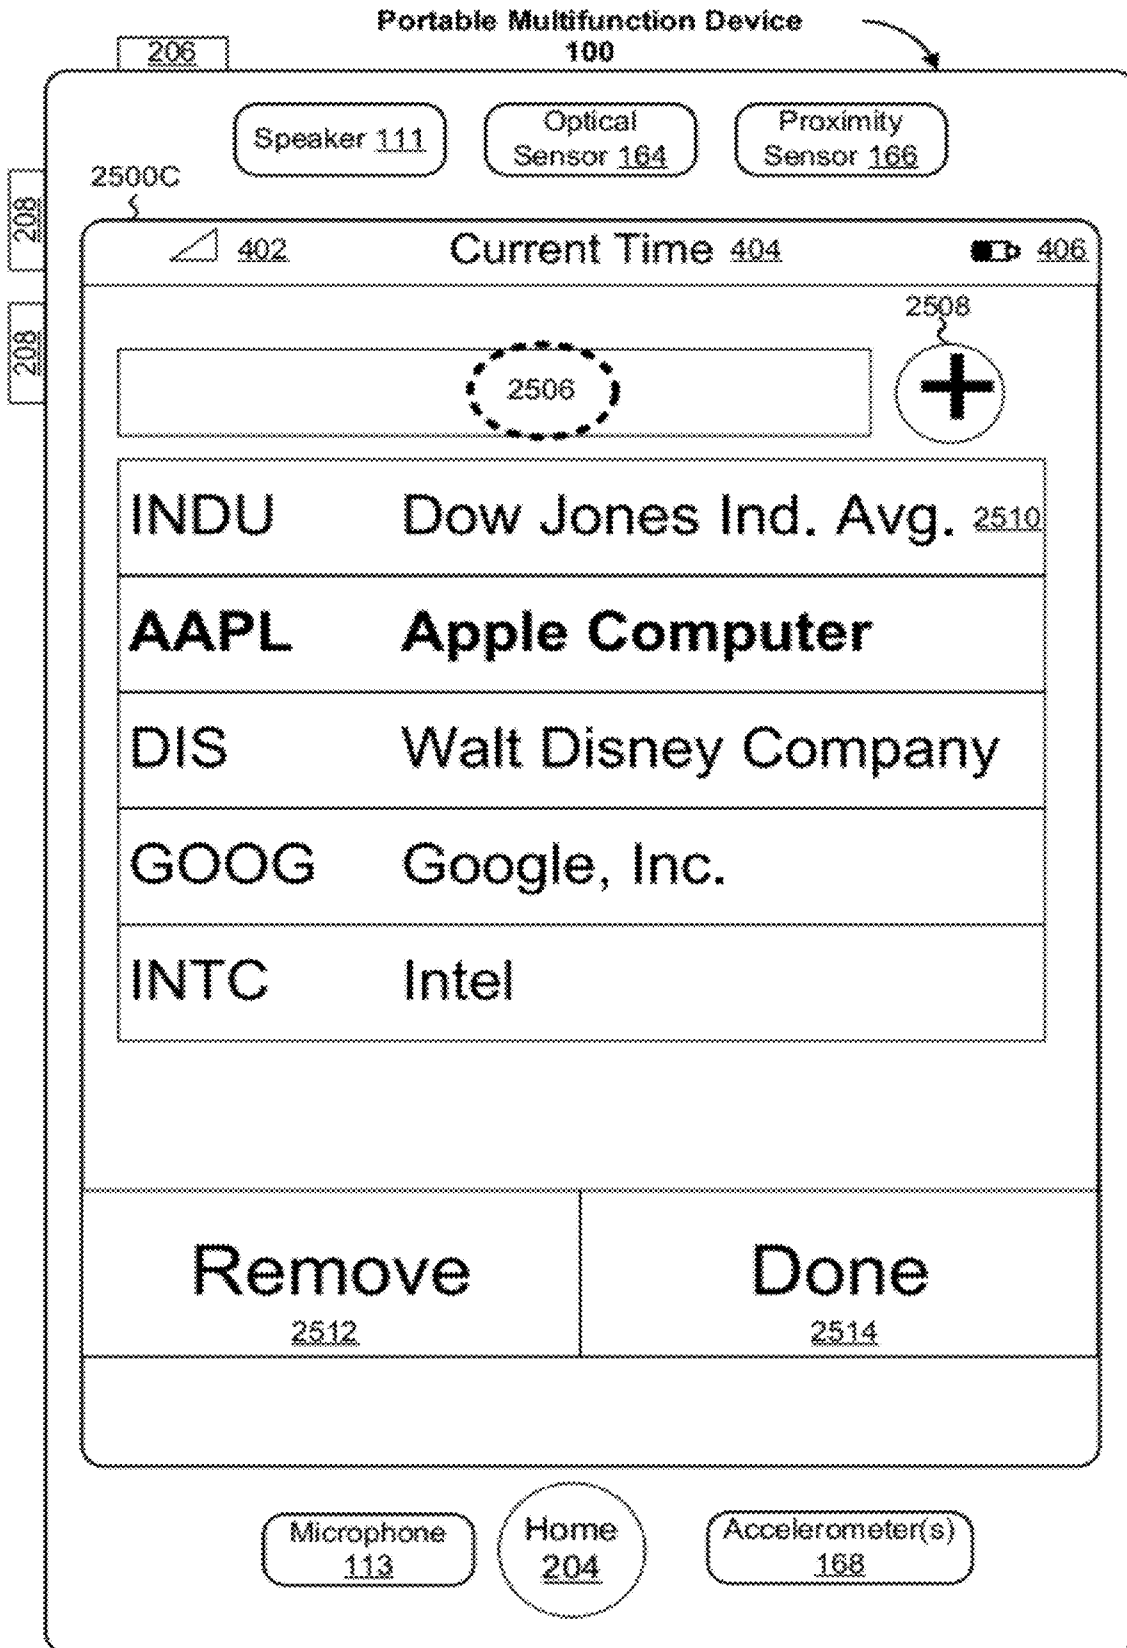 Portable Multifunction Device
100
206
Speaker 111
Optical
Sensor 164
Proximity
Sensor 166
2500C
208
402
Current Time 404
406
208
2508
2506
INDU Dow Jones Ind. Avg. 2510
AAPL Apple Computer
DIS Walt Disney Company
GOOG Google, Inc.
INTC Intel
Remove
2512
Done
2514
Microphone
113
Home
204
Accelerometer(s)
168